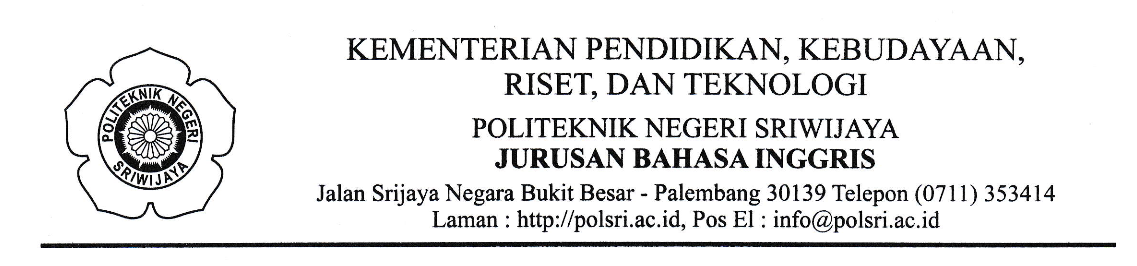 KEMENTERIAN PENDIDIKAN, KEBUDAYAAN,
RISET, DAN TEKNOLOGI
POLITEKNIK NEGERI SRIWIJAYA
JURUSAN BAHASA INGGRIS
Jalan Srijaya Negara Bukit Besar - Palembang 30139 Telepon (0711) 353414
Laman : http://polsri.ac.id, Pos El : info@polsri.ac.id
POLITEKNIK NEGERI
SRIWIJAYA